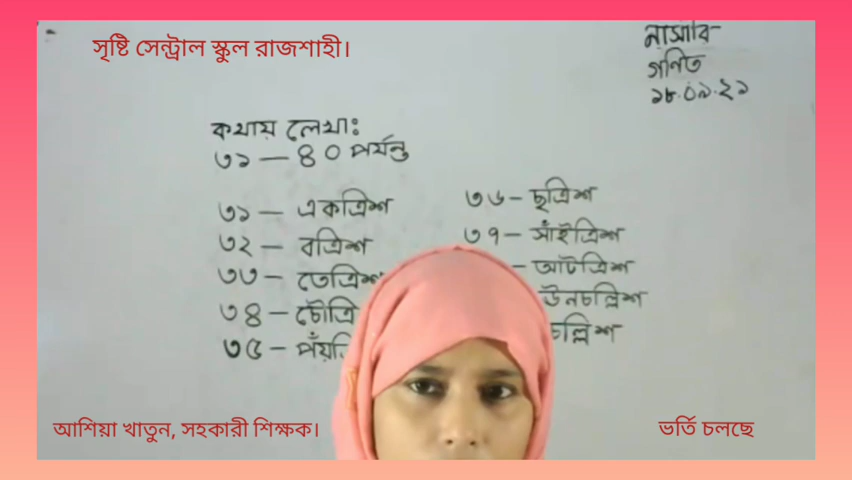 সৃষ্টি সেন্ট্রাল স্কুল রাজশাহী।
নার্সারি
গণিত
১৮.০৯.২১
কথায় লেখাঃ
৩১ — ৪০ পর্যন্ত
৩১ — একত্রিশ
৩২ — বত্রিশ
৩৩ — তেত্রিশ
৩৪ — চৌত্রি
৩৫ — পঁয়ত্রি
৩৬ — ছত্রিশ
৩৭ — সাঁইত্রিশ
— আটত্রিশ
ঊনচল্লিশ
চল্লিশ
আশিয়া খাতুন, সহকারী শিক্ষক।
ভর্তি চলছে